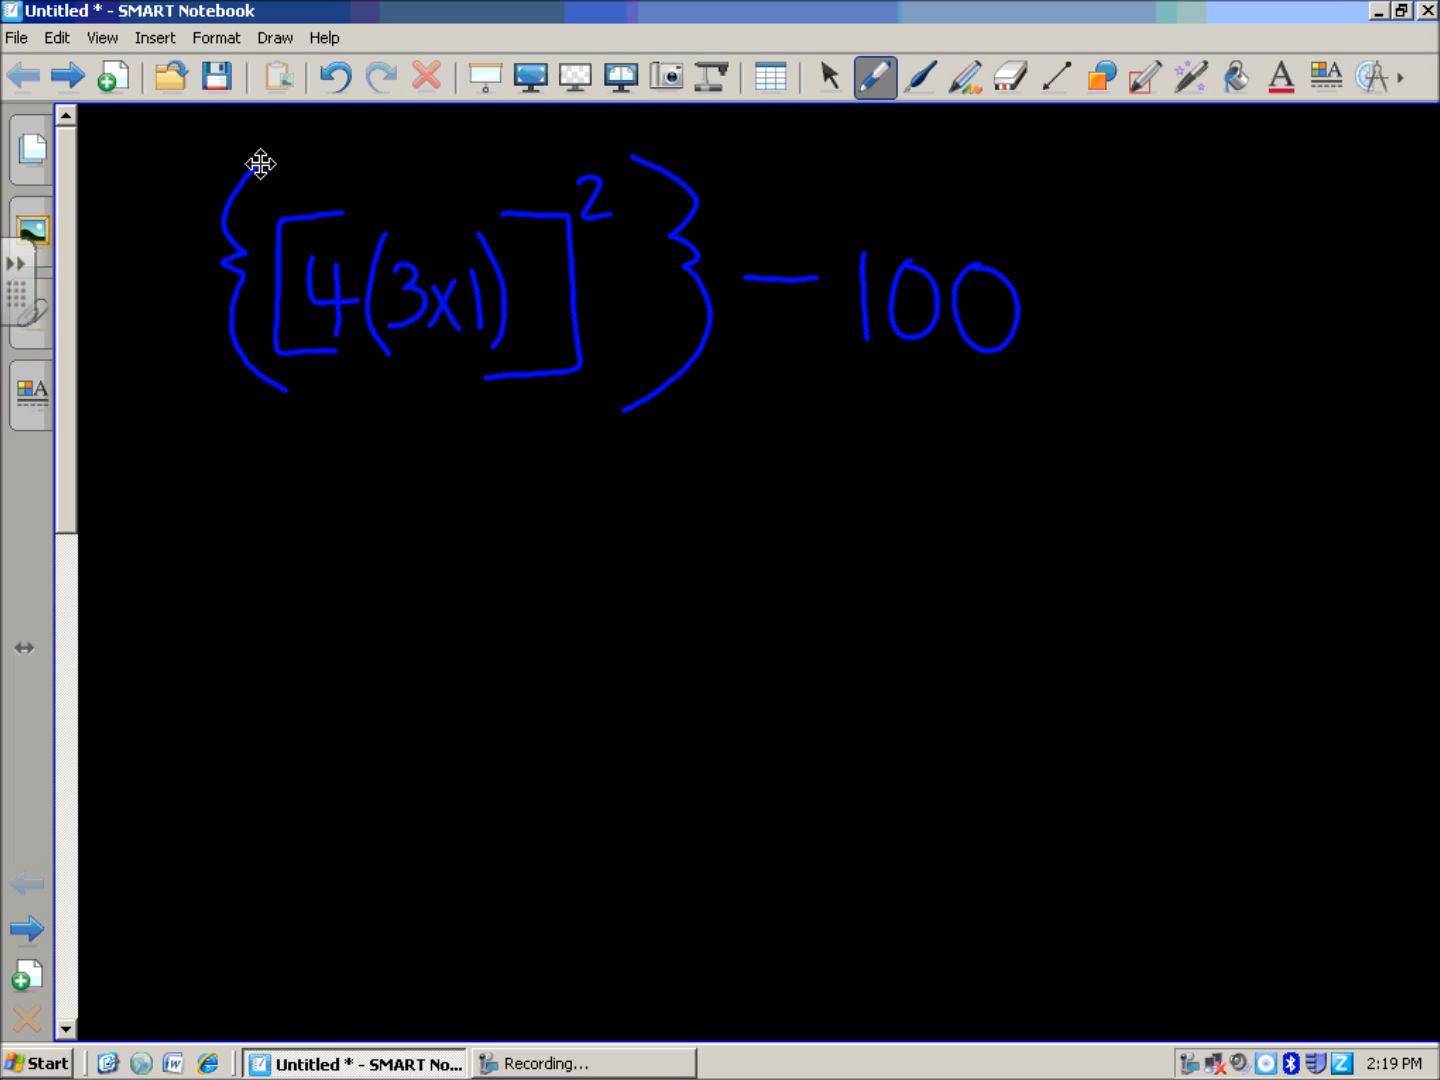 Untitled * - SMART Notebook
File Edit View Insert Format Draw Help
{[4(3x1)]²} - 100
Start
Untitled * - SMART No...
Recording...
2:19 PM